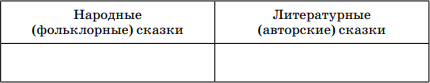 Народные
(фольклорные) сказки
Литературные
(авторские) сказки